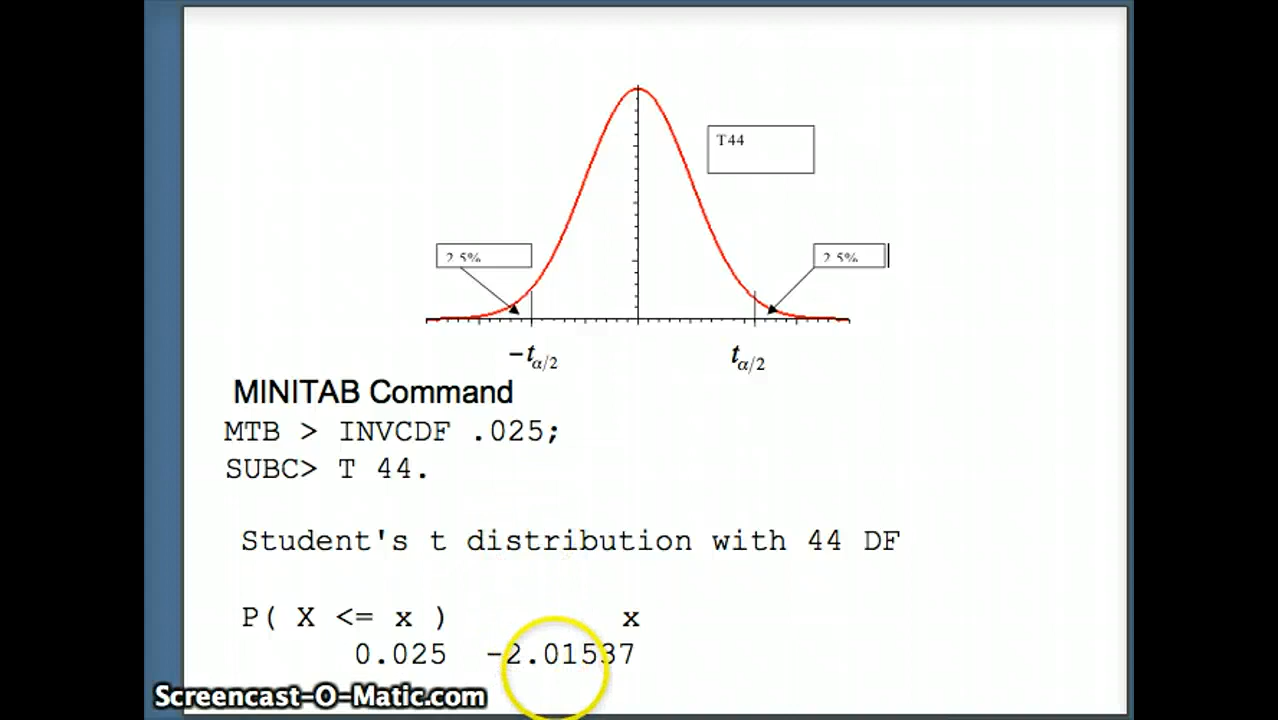 T44
2.5%
2.5%
−tα/2
tα/2
MINITAB Command
MTB > INVCDF .025;
SUBC> T 44.
Student's t distribution with 44 DF
P( X <= x ) x
0.025 -2.01537
Screencast-O-Matic.com